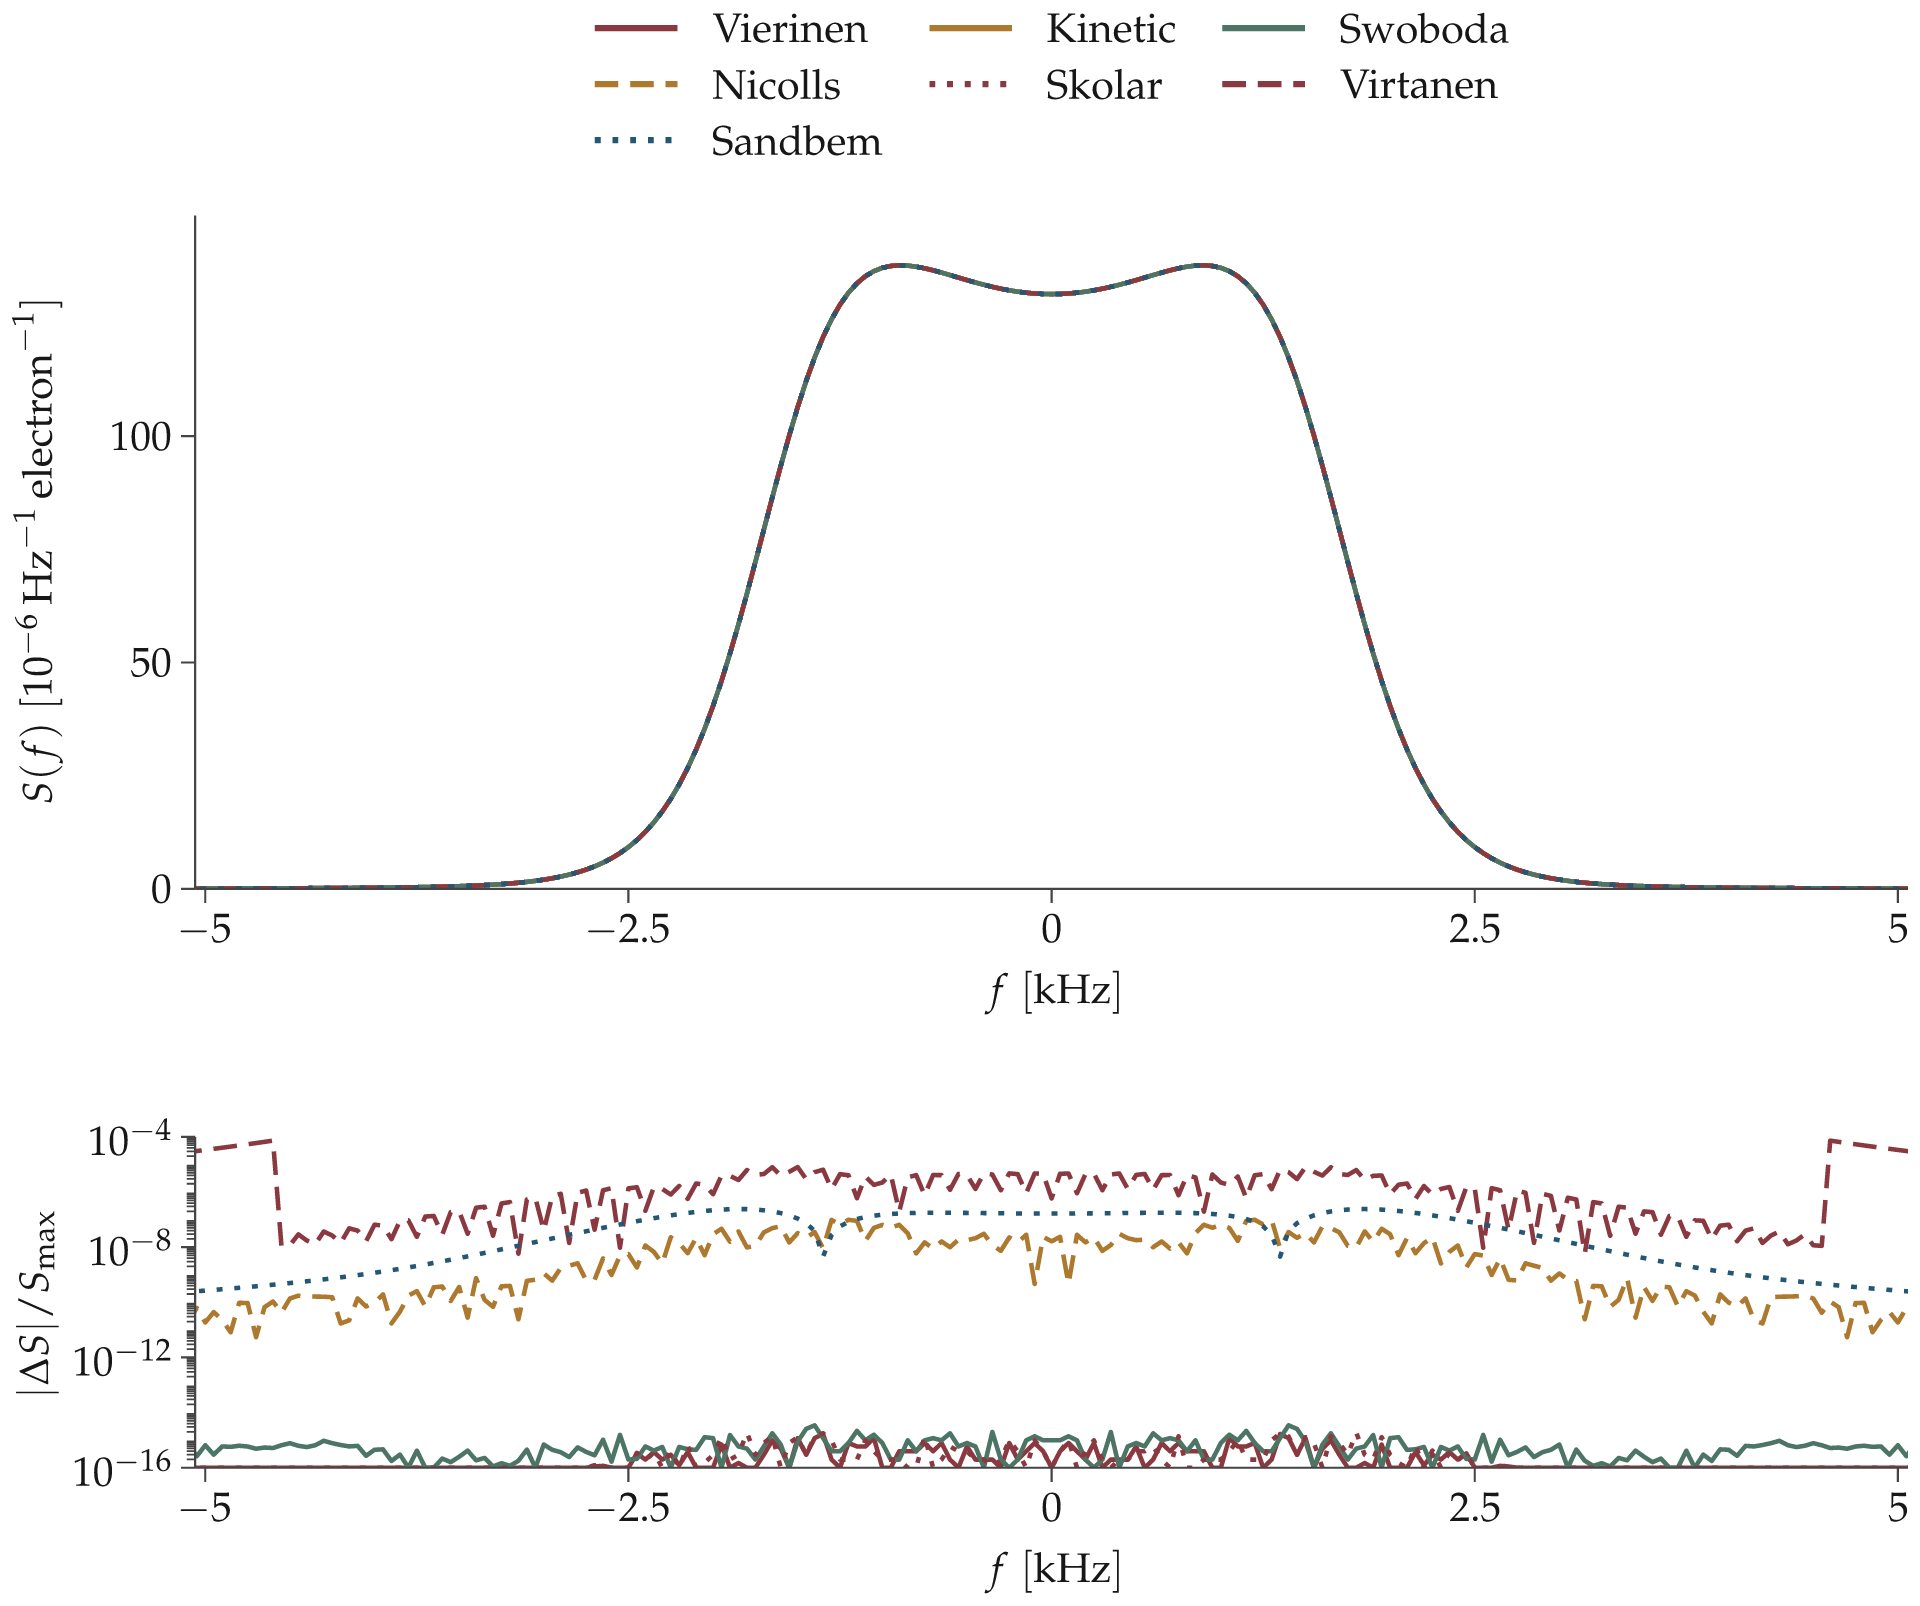 Vierinen Kinetic Swoboda
Nicolls Skolar Virtanen
Sandbem
S(f) [10⁻⁶ Hz⁻¹ electron⁻¹]
100
50
0
−5 −2.5 0 2.5 5
f [kHz]
|ΔS| / Smax
10⁻⁴
10⁻⁸
10⁻¹²
10⁻¹⁶
−5 −2.5 0 2.5 5
f [kHz]